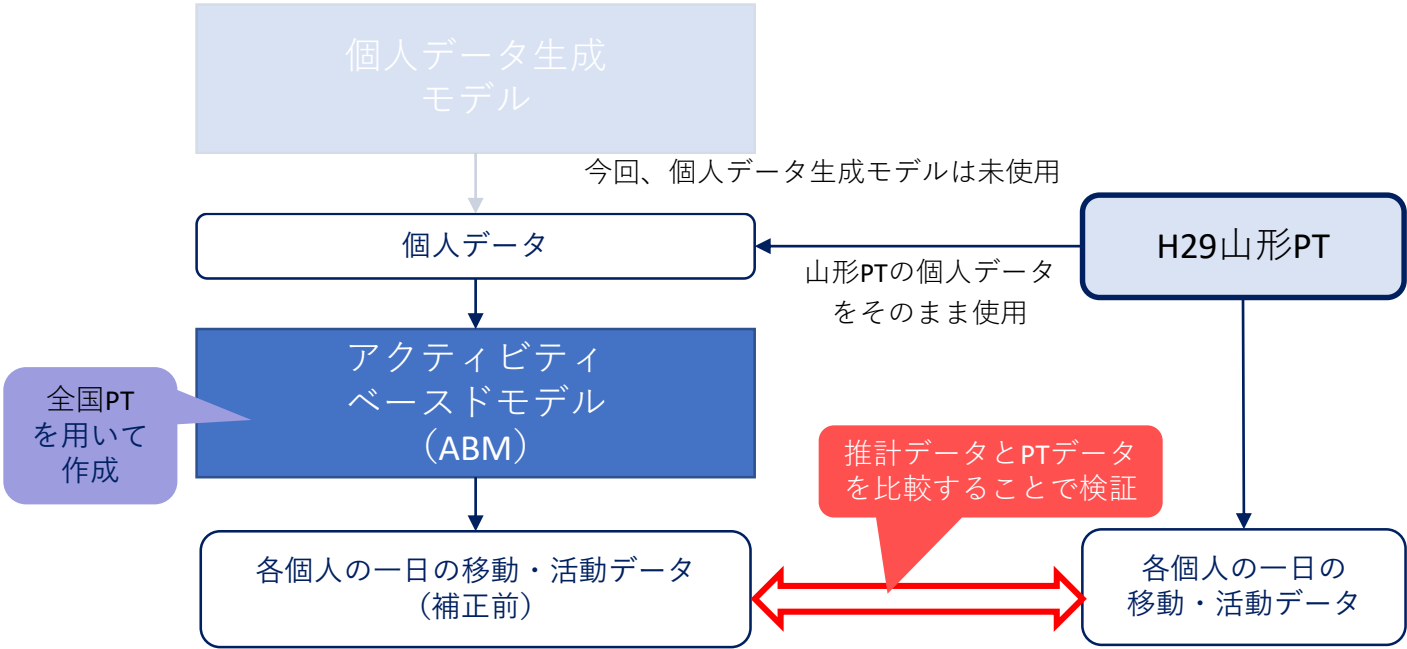 個人データ生成
モデル
今回、個人データ生成モデルは未使用
個人データ
H29山形PT
山形PTの個人データ
をそのまま使用
アクティビティ
ベースドモデル
（ABM）
全国PT
を用いて
作成
推計データとPTデータ
を比較することで検証
各個人の一日の移動・活動データ
（補正前）
各個人の一日の
移動・活動データ